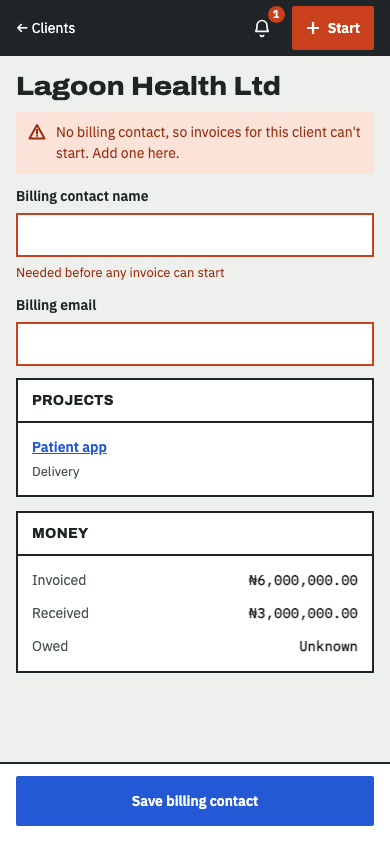 ← Clients
1
+ Start
Lagoon Health Ltd
No billing contact, so invoices for this client can't
start. Add one here.
Billing contact name
Needed before any invoice can start
Billing email
PROJECTS
Patient app
Delivery
MONEY
Invoiced ₦6,000,000.00
Received ₦3,000,000.00
Owed Unknown
Save billing contact